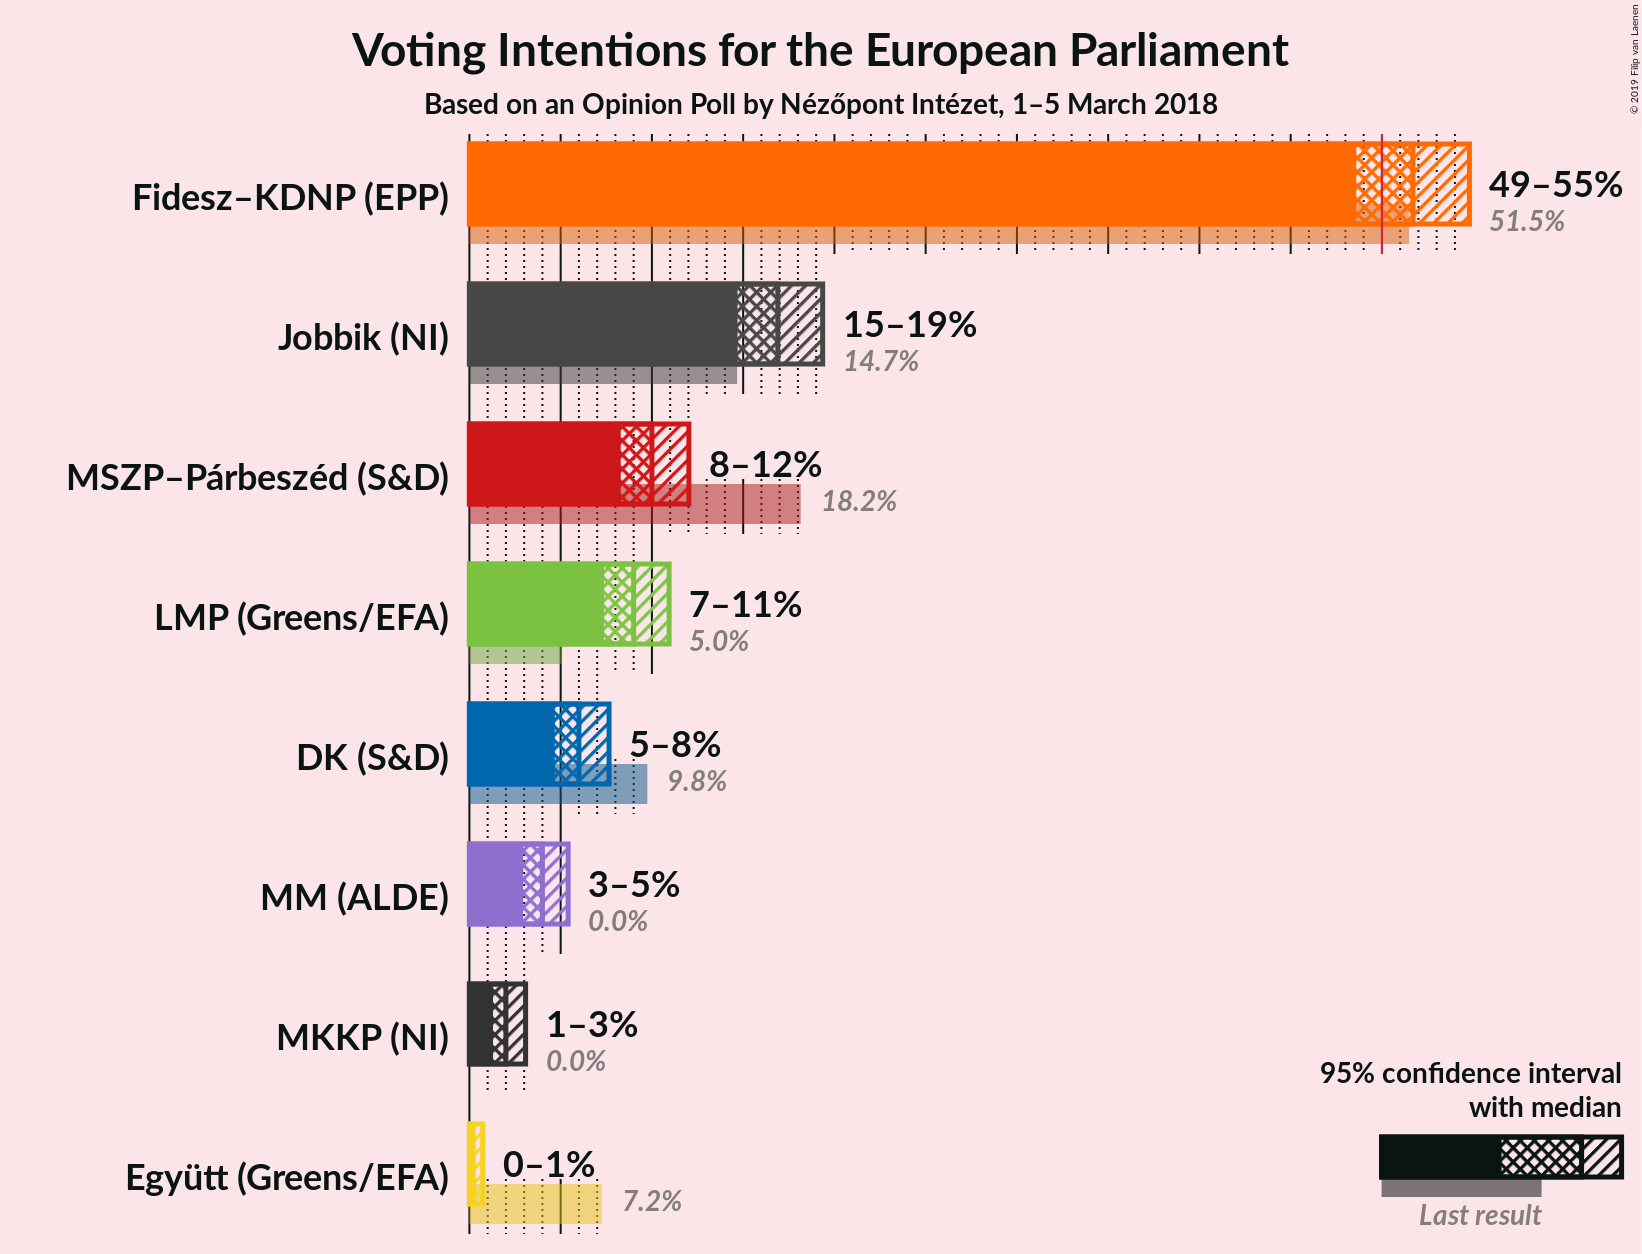 Voting Intentions for the European Parliament
Based on an Opinion Poll by Nézőpont Intézet, 1–5 March 2018
© 2019 Filip van Laenen
Fidesz–KDNP (EPP)
49–55%
51.5%
Jobbik (NI)
15–19%
14.7%
MSZP–Párbeszéd (S&D)
8–12%
18.2%
LMP (Greens/EFA)
7–11%
5.0%
DK (S&D)
5–8%
9.8%
MM (ALDE)
3–5%
0.0%
MKKP (NI)
1–3%
0.0%
Együtt (Greens/EFA)
0–1%
7.2%
95% confidence interval
with median
Last result